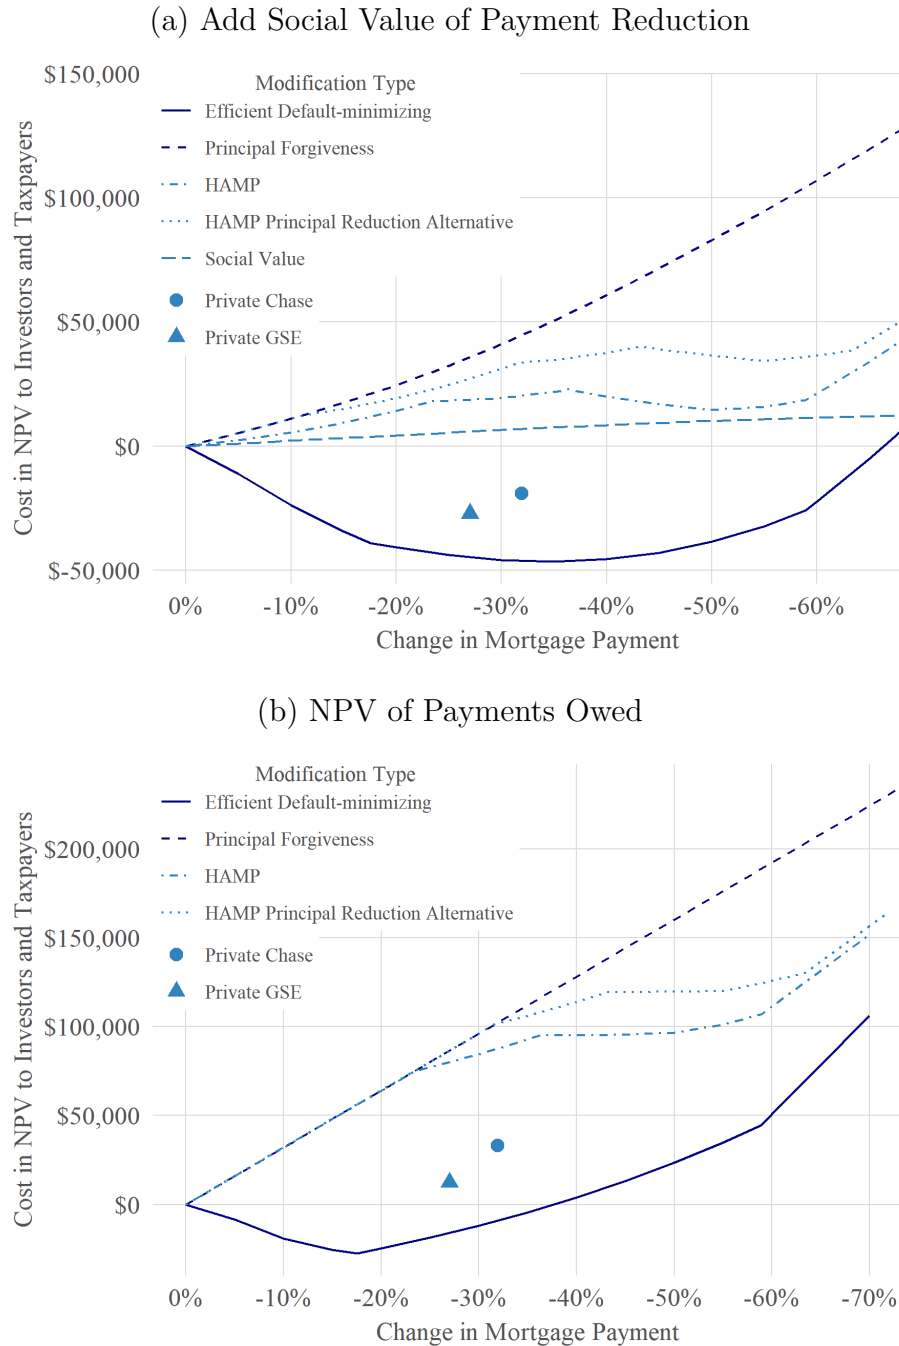 (a) Add Social Value of Payment Reduction
Cost in NPV to Investors and Taxpayers
$150,000
$100,000
$50,000
$0
$-50,000
Modification Type
Efficient Default-minimizing
Principal Forgiveness
HAMP
HAMP Principal Reduction Alternative
Social Value
Private Chase
Private GSE
0% -10% -20% -30% -40% -50% -60%
Change in Mortgage Payment
(b) NPV of Payments Owed
Cost in NPV to Investors and Taxpayers
$200,000
$150,000
$100,000
$50,000
$0
Modification Type
Efficient Default-minimizing
Principal Forgiveness
HAMP
HAMP Principal Reduction Alternative
Private Chase
Private GSE
0% -10% -20% -30% -40% -50% -60% -70%
Change in Mortgage Payment